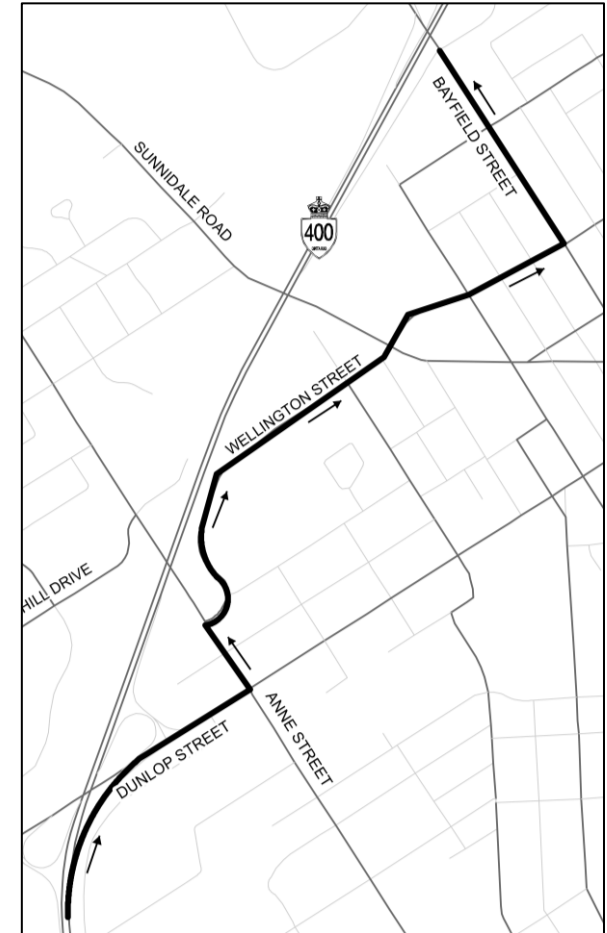 BAYFIELD STREET
SUNNIDALE ROAD
400
WELLINGTON STREET
HILL DRIVE
ANNE STREET
DUNLOP STREET